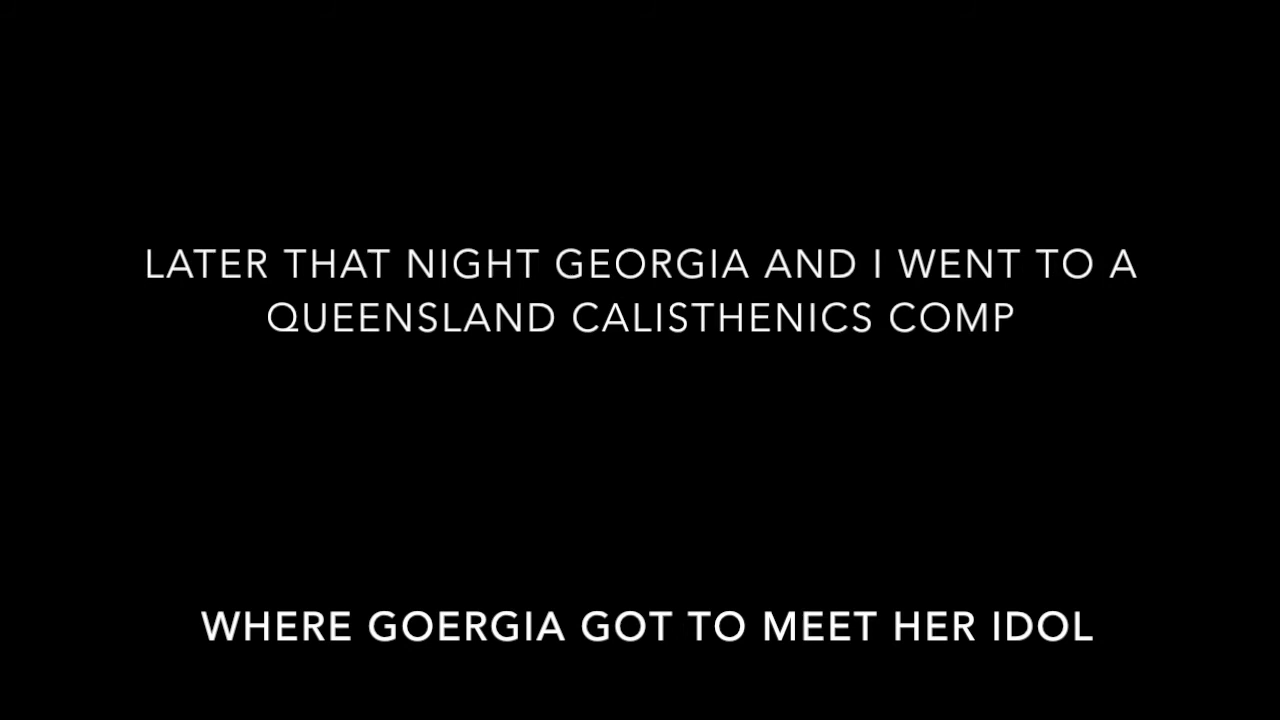 LATER THAT NIGHT GEORGIA AND I WENT TO A
QUEENSLAND CALISTHENICS COMP
WHERE GOERGIA GOT TO MEET HER IDOL